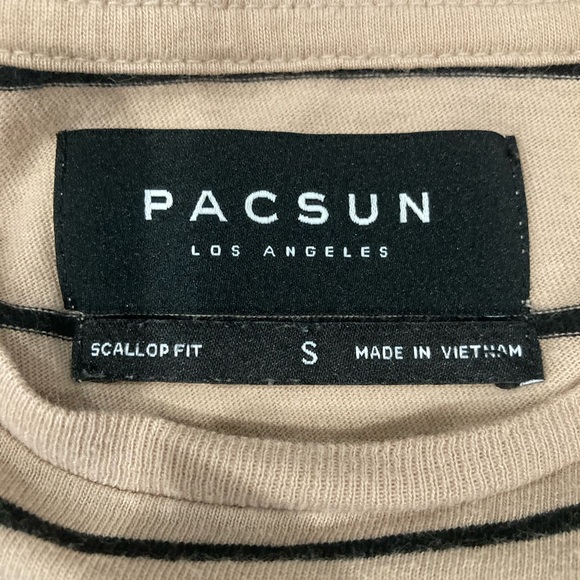 PACSUN
LOS ANGELES
SCALLOP FIT S MADE IN VIETNAM